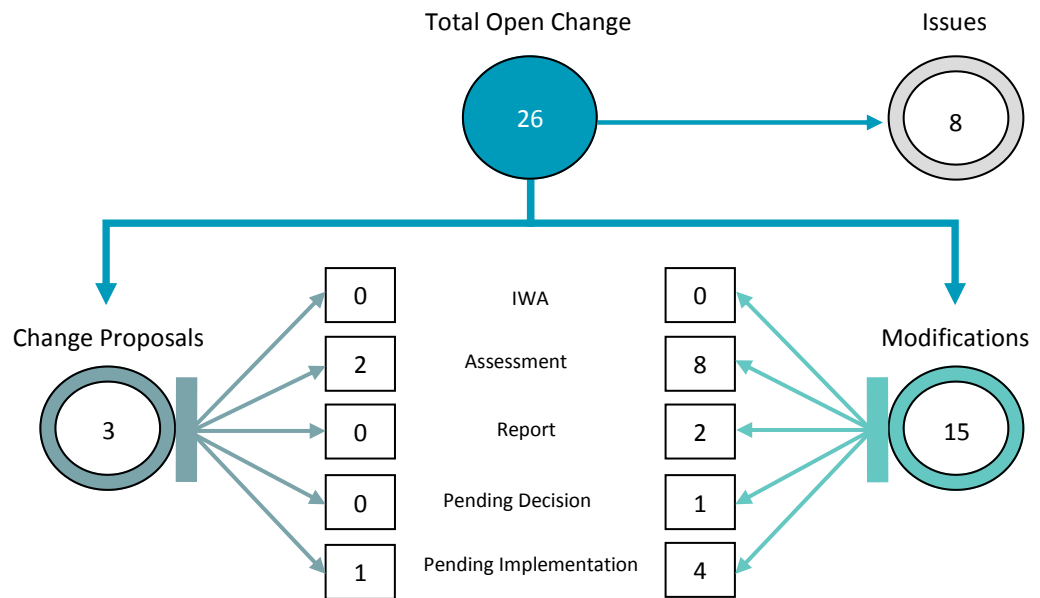 Total Open Change
Issues
26
8
0
IWA
0
Change Proposals
Modifications
2
Assessment
8
3
0
Report
2
15
0
Pending Decision
1
1
Pending Implementation
4